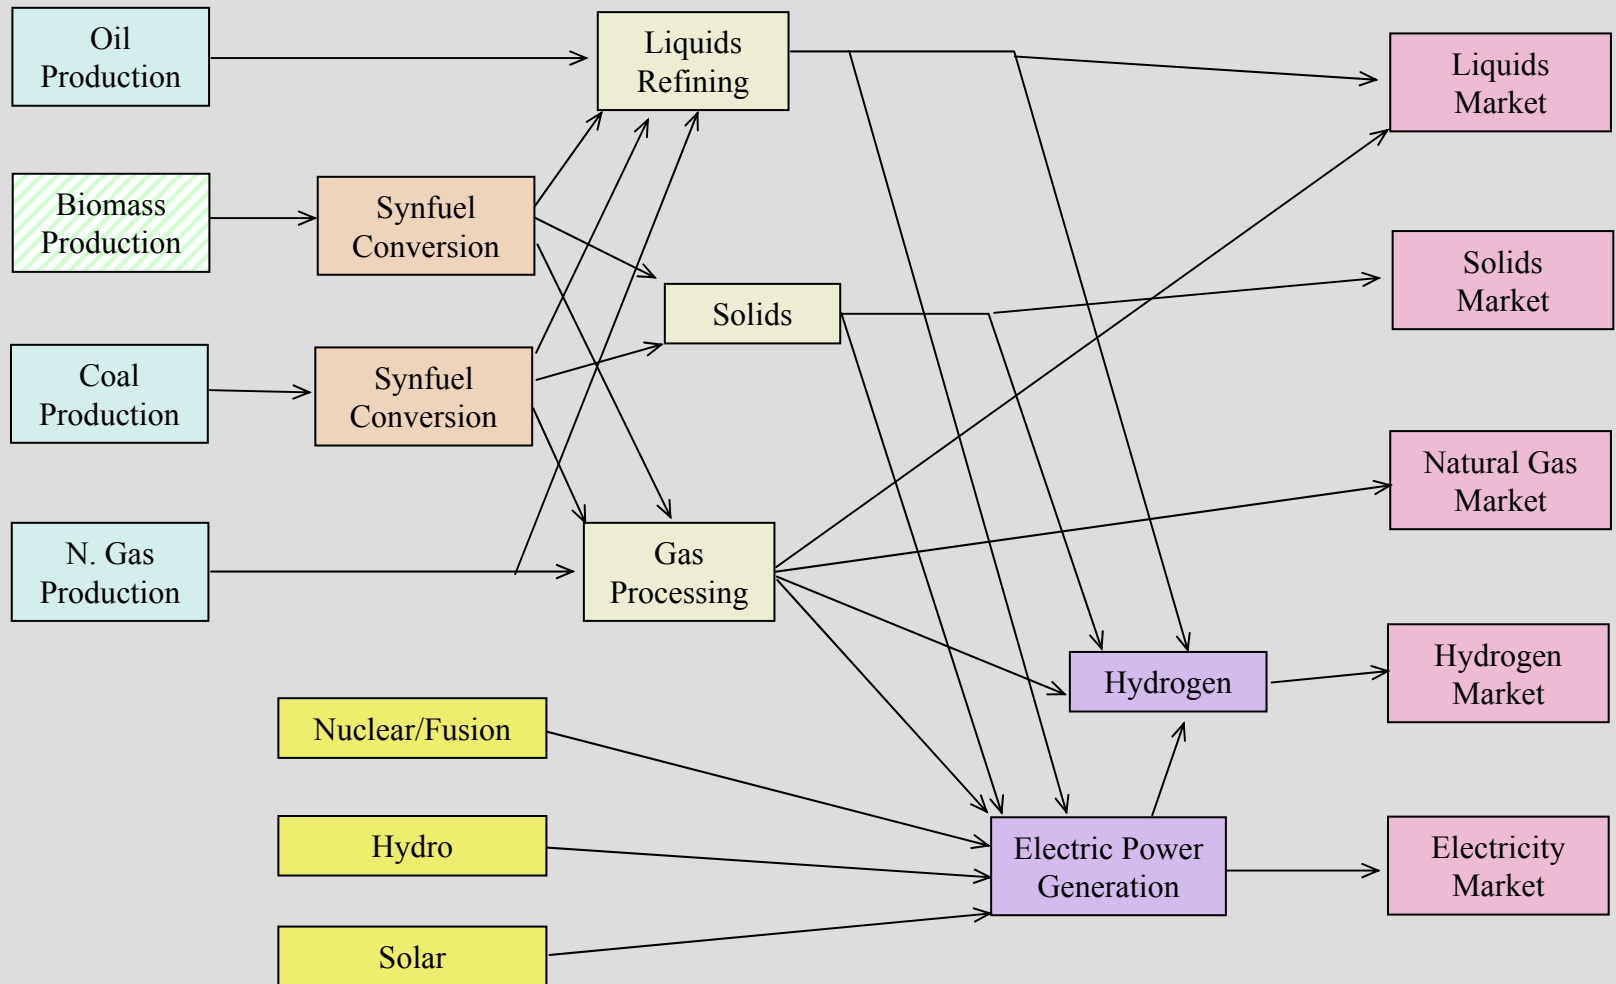 Oil
Production
Liquids
Refining
Liquids
Market
Biomass
Production
Synfuel
Conversion
Solids
Solids
Market
Coal
Production
Synfuel
Conversion
Natural Gas
Market
N. Gas
Production
Gas
Processing
Hydrogen
Hydrogen
Market
Nuclear/Fusion
Hydro
Electric Power
Generation
Electricity
Market
Solar